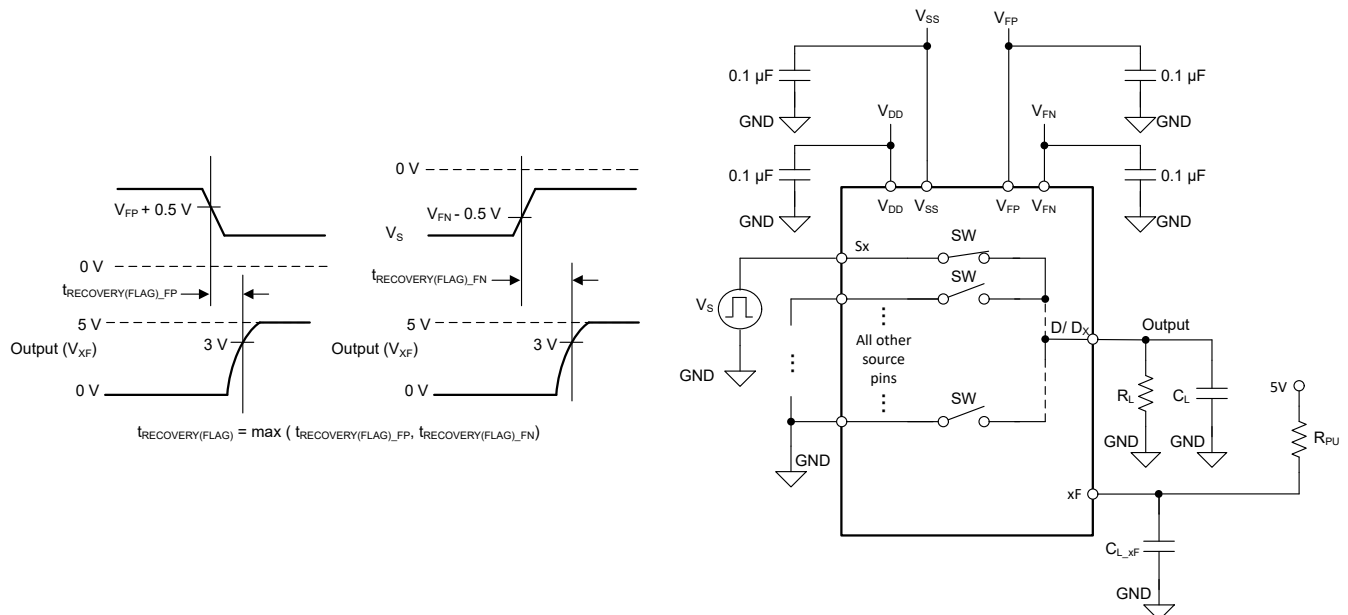 0 V
V_FP + 0.5 V
0 V
t_RECOVERY(FLAG)_FP
5 V
Output (V_XF)
3 V
0 V
0 V
V_FN - 0.5 V
V_S
t_RECOVERY(FLAG)_FN
5 V
Output (V_XF)
3 V
0 V
t_RECOVERY(FLAG) = max ( t_RECOVERY(FLAG)_FP, t_RECOVERY(FLAG)_FN)
V_SS
V_FP
0.1 µF
0.1 µF
GND
V_DD
V_FN
GND
0.1 µF
0.1 µF
GND
V_DD
V_SS
V_FP
V_FN
GND
Sx
SW
SW
V_S
GND
...
...
All other
source
pins
...
SW
GND
D/ D_X
Output
R_L
C_L
GND
GND
5V
R_PU
xF
C_L_xF
GND